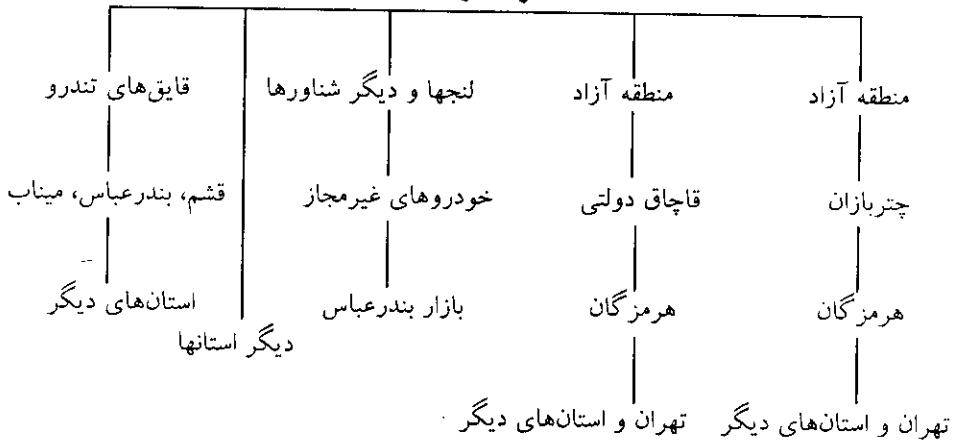 منطقه آزاد منطقه آزاد لنجها و دیگر شناورها قایق‌های تندرو
چتربازان قاچاق دولتی خودروهای غیرمجاز قشم، بندرعباس، میناب
هرمزگان هرمزگان بازار بندرعباس استان‌های دیگر
دیگر استانها
تهران و استان‌های دیگر تهران و استان‌های دیگر